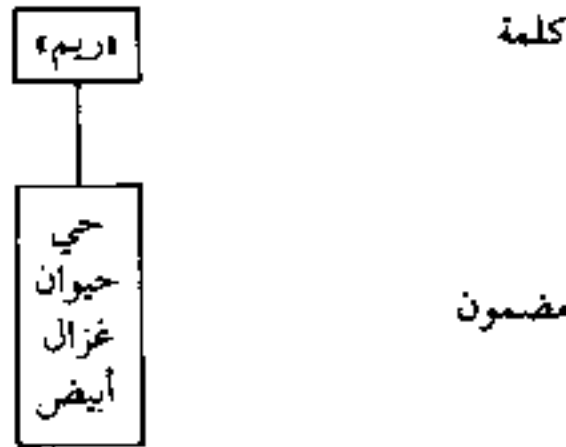 كلمة
«ريم»
حي
حيوان
غزال
أبيض
مضمون